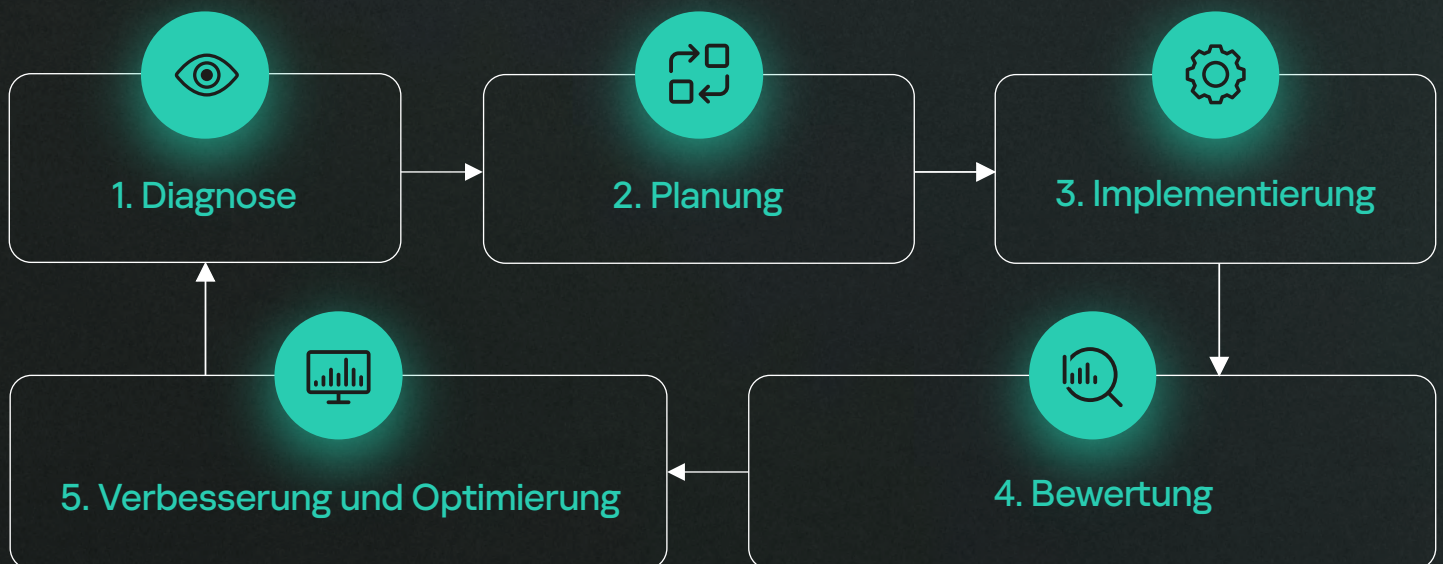 1. Diagnose
2. Planung
3. Implementierung
5. Verbesserung und Optimierung
4. Bewertung